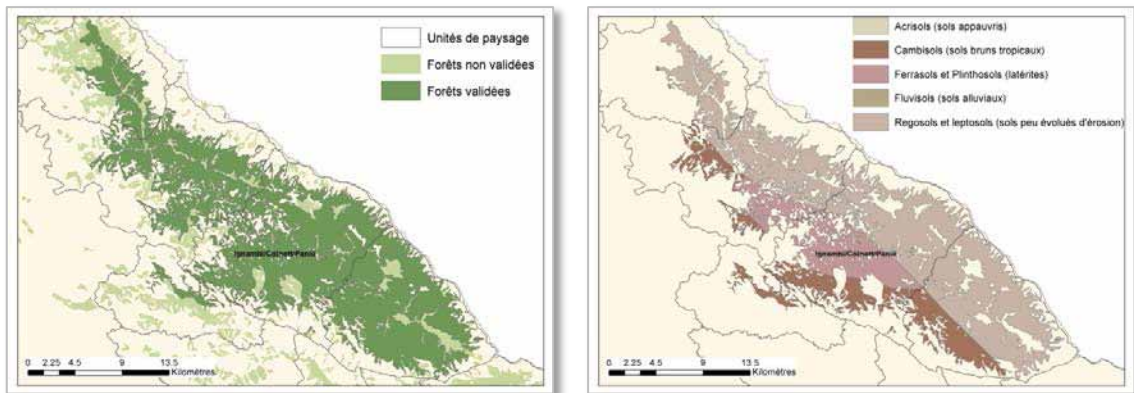 Unités de paysage
Forêts non validées
Forêts validées
Ignambi/Colnett/Panié
0 2.25 4.5 9 13.5
Kilomètres
Acrisols (sols appauvris)
Cambisols (sols bruns tropicaux)
Ferrasols et Plinthosols (latérites)
Fluvisols (sols alluviaux)
Regosols et leptosols (sols peu évolués d'érosion)
Ignambi/Colnett/Panié
0 2.25 4.5 9 13.5
Kilomètres